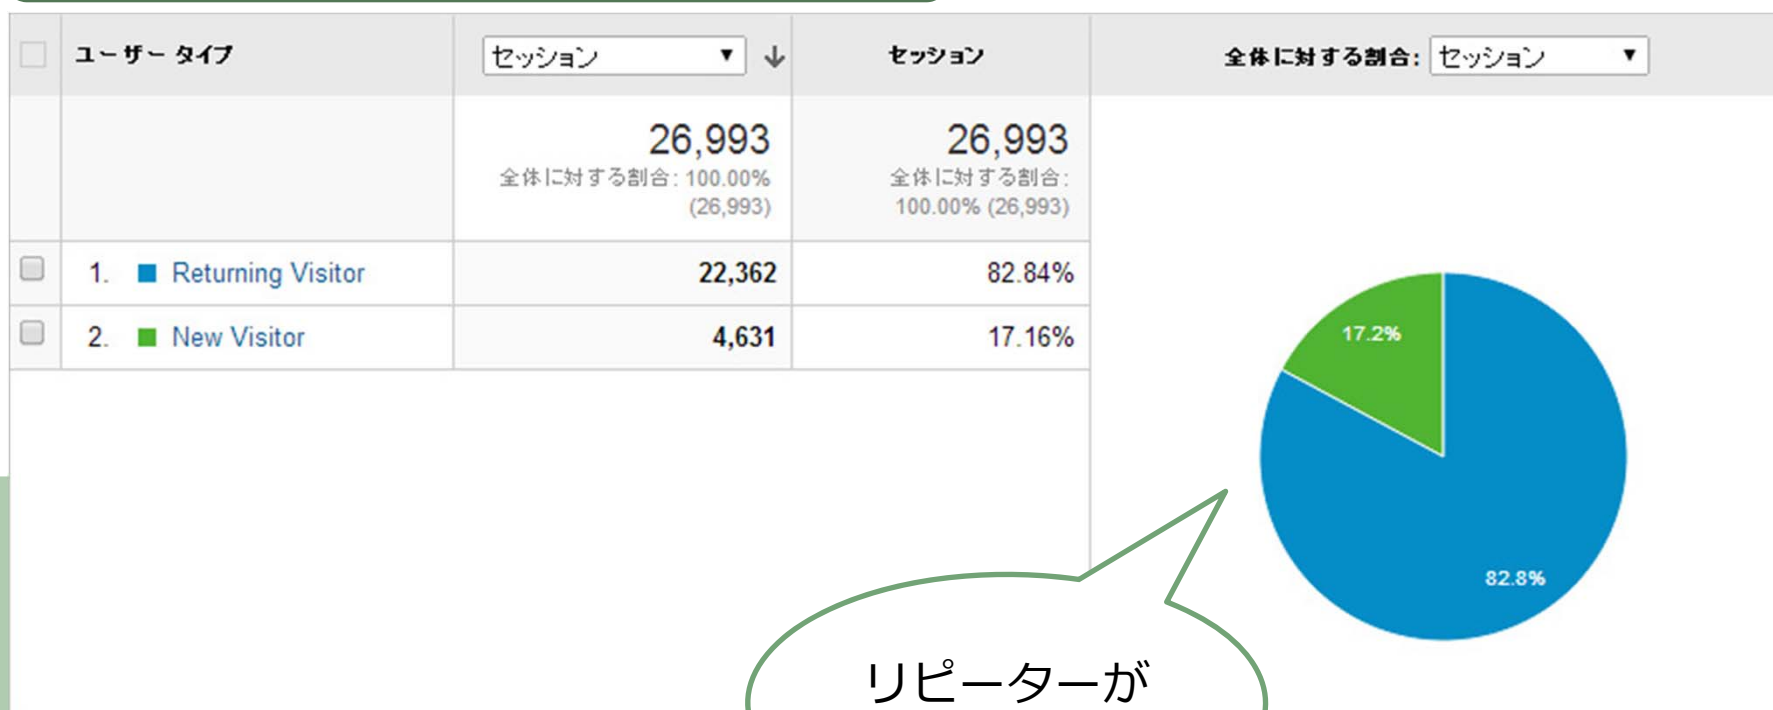 ユーザー タイプ
セッション ▼ ↓
セッション
全体に対する割合: セッション ▼
26,993
全体に対する割合: 100.00%
(26,993)
26,993
全体に対する割合:
100.00% (26,993)
1. Returning Visitor 22,362 82.84%
2. New Visitor 4,631 17.16%
17.2%
82.8%
リピーターが